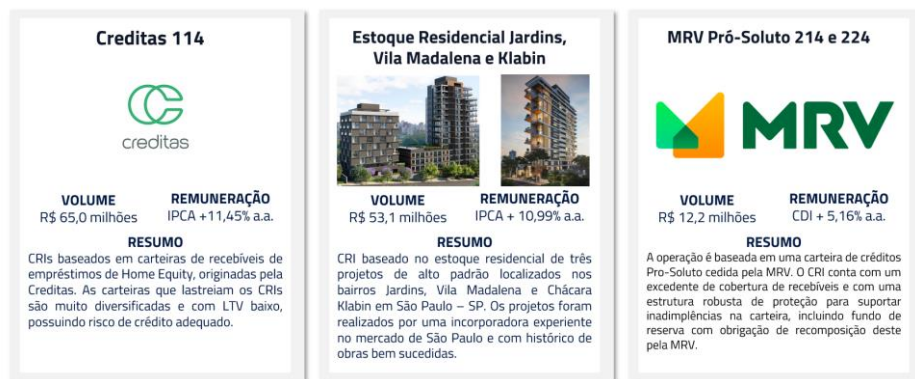 Creditas 114
creditas
VOLUME
R$ 65,0 milhões
REMUNERAÇÃO
IPCA +11,45% a.a.
RESUMO
CRIs baseados em carteiras de recebíveis de
empréstimos de Home Equity, originadas pela
Creditas. As carteiras que lastreiam os CRIs
são muito diversificadas e com LTV baixo,
possuindo risco de crédito adequado.
Estoque Residencial Jardins,
Vila Madalena e Klabin
VOLUME
R$ 53,1 milhões
REMUNERAÇÃO
IPCA + 10,99% a.a.
RESUMO
CRI baseado no estoque residencial de três
projetos de alto padrão localizados nos
bairros Jardins, Vila Madalena e Chácara
Klabin em São Paulo – SP. Os projetos foram
realizados por uma incorporadora experiente
no mercado de São Paulo e com histórico de
obras bem sucedidas.
MRV Pró-Soluto 214 e 224
MRV
VOLUME
R$ 12,2 milhões
REMUNERAÇÃO
CDI + 5,16% a.a.
RESUMO
A operação é baseada em uma carteira de créditos
Pro-Soluto cedida pela MRV. O CRI conta com um
excedente de cobertura de recebíveis e com uma
estrutura robusta de proteção para suportar
inadimplências na carteira, incluindo fundo de
reserva com obrigação de recomposição deste
pela MRV.